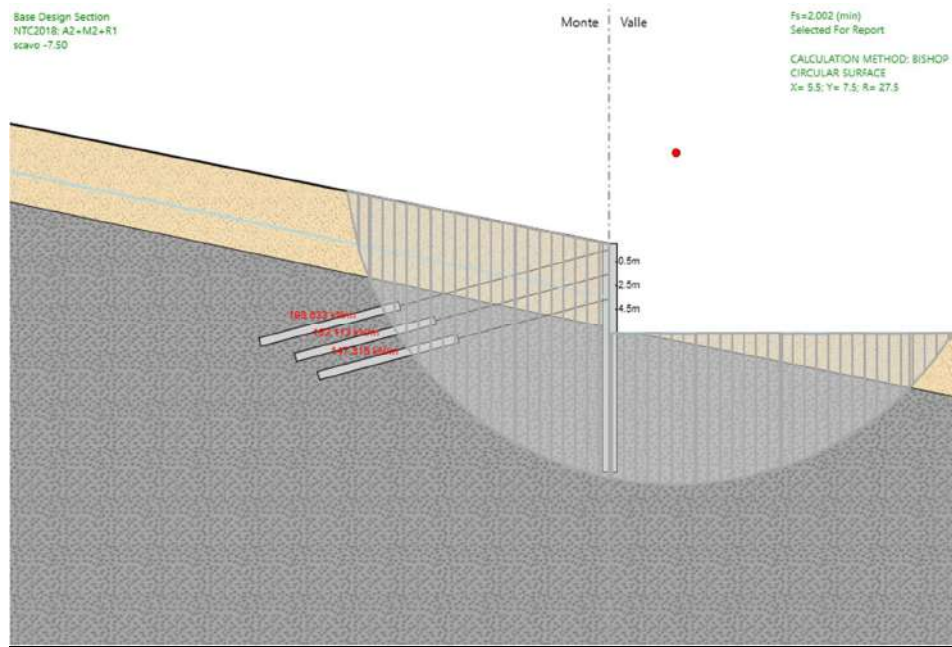 Base Design Section
NTC2018: A2+M2+R1
scavo -7.50
Monte
Valle
Fs=2.002 (min)
Selected For Report
CALCULATION METHOD: BISHOP
CIRCULAR SURFACE
X= 5.5; Y= 7.5; R= 27.5
-0.5m
-2.5m
-4.5m